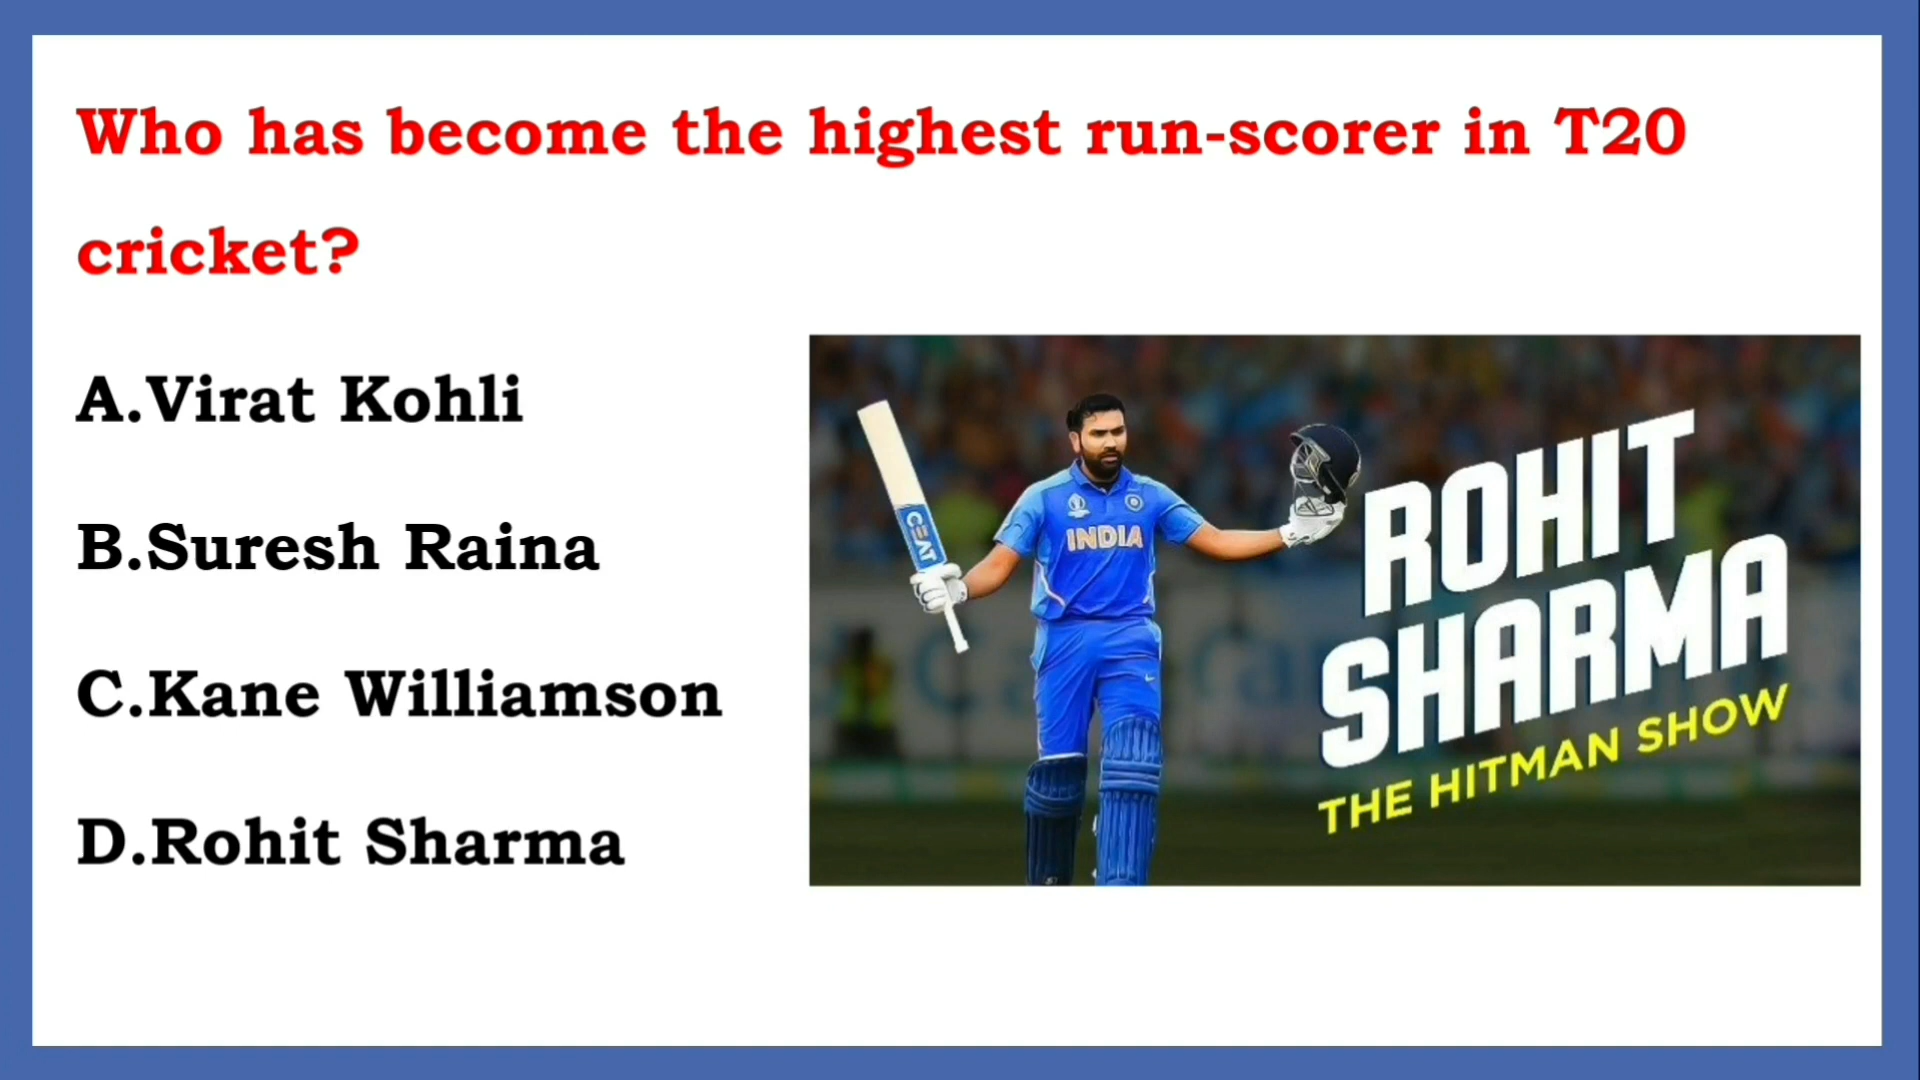 Who has become the highest run-scorer in T20
cricket?
A.Virat Kohli
B.Suresh Raina
C.Kane Williamson
D.Rohit Sharma
CEAT
INDIA
ROHIT
SHARMA
THE HITMAN SHOW